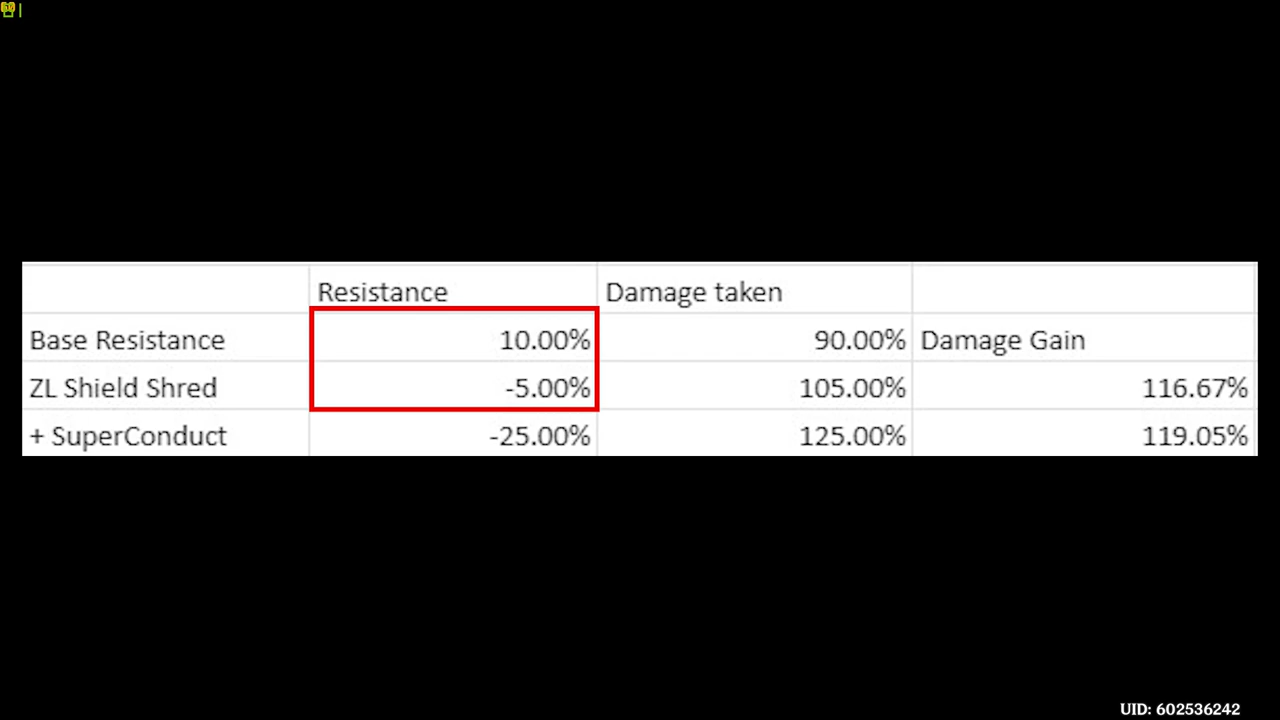 60
Resistance Damage taken
Base Resistance 10.00% 90.00% Damage Gain
ZL Shield Shred -5.00% 105.00% 116.67%
+ SuperConduct -25.00% 125.00% 119.05%
UID: 602536242